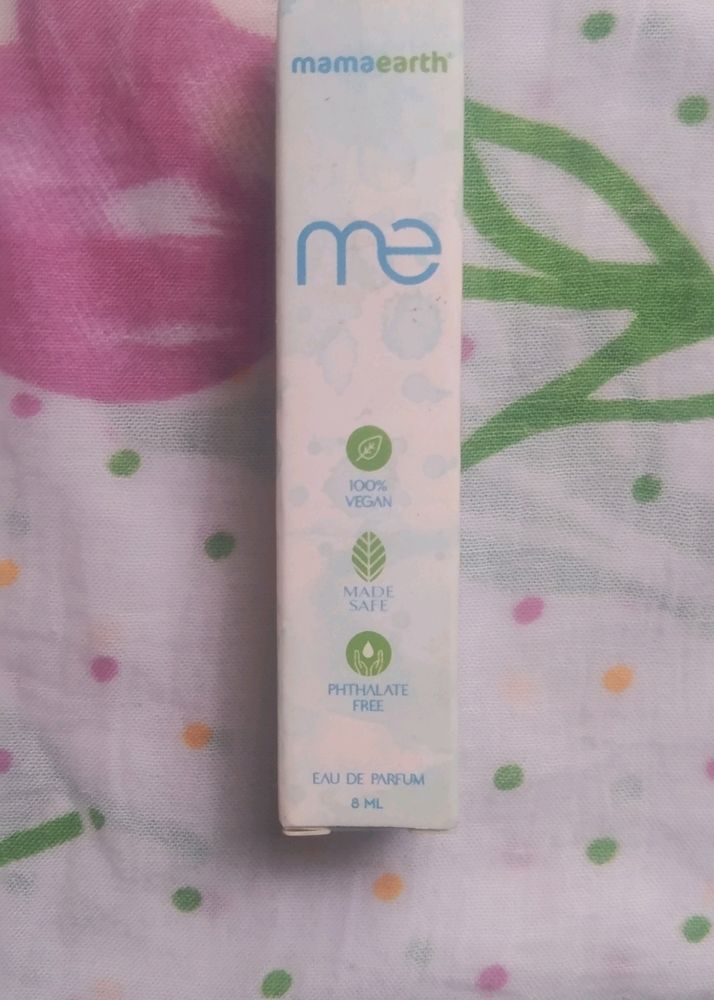 mamaearth®
me
100%
VEGAN
MADE
SAFE
PHTHALATE
FREE
EAU DE PARFUM
8 ML